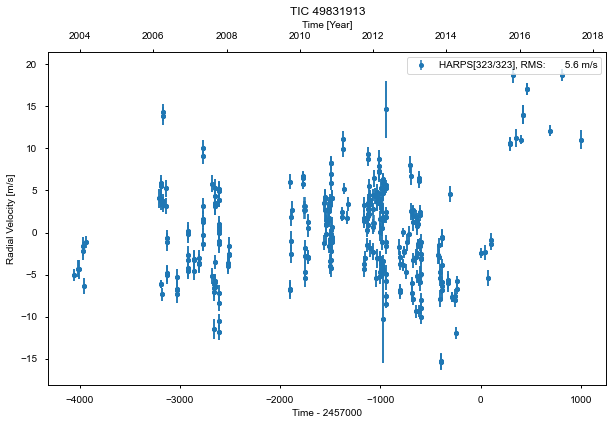 TIC 49831913
Time [Year]
2004 2006 2008 2010 2012 2014 2016 2018
HARPS[323/323], RMS: 5.6 m/s
Radial Velocity [m/s]
20
15
10
5
0
−5
−10
−15
−4000 −3000 −2000 −1000 0 1000
Time - 2457000